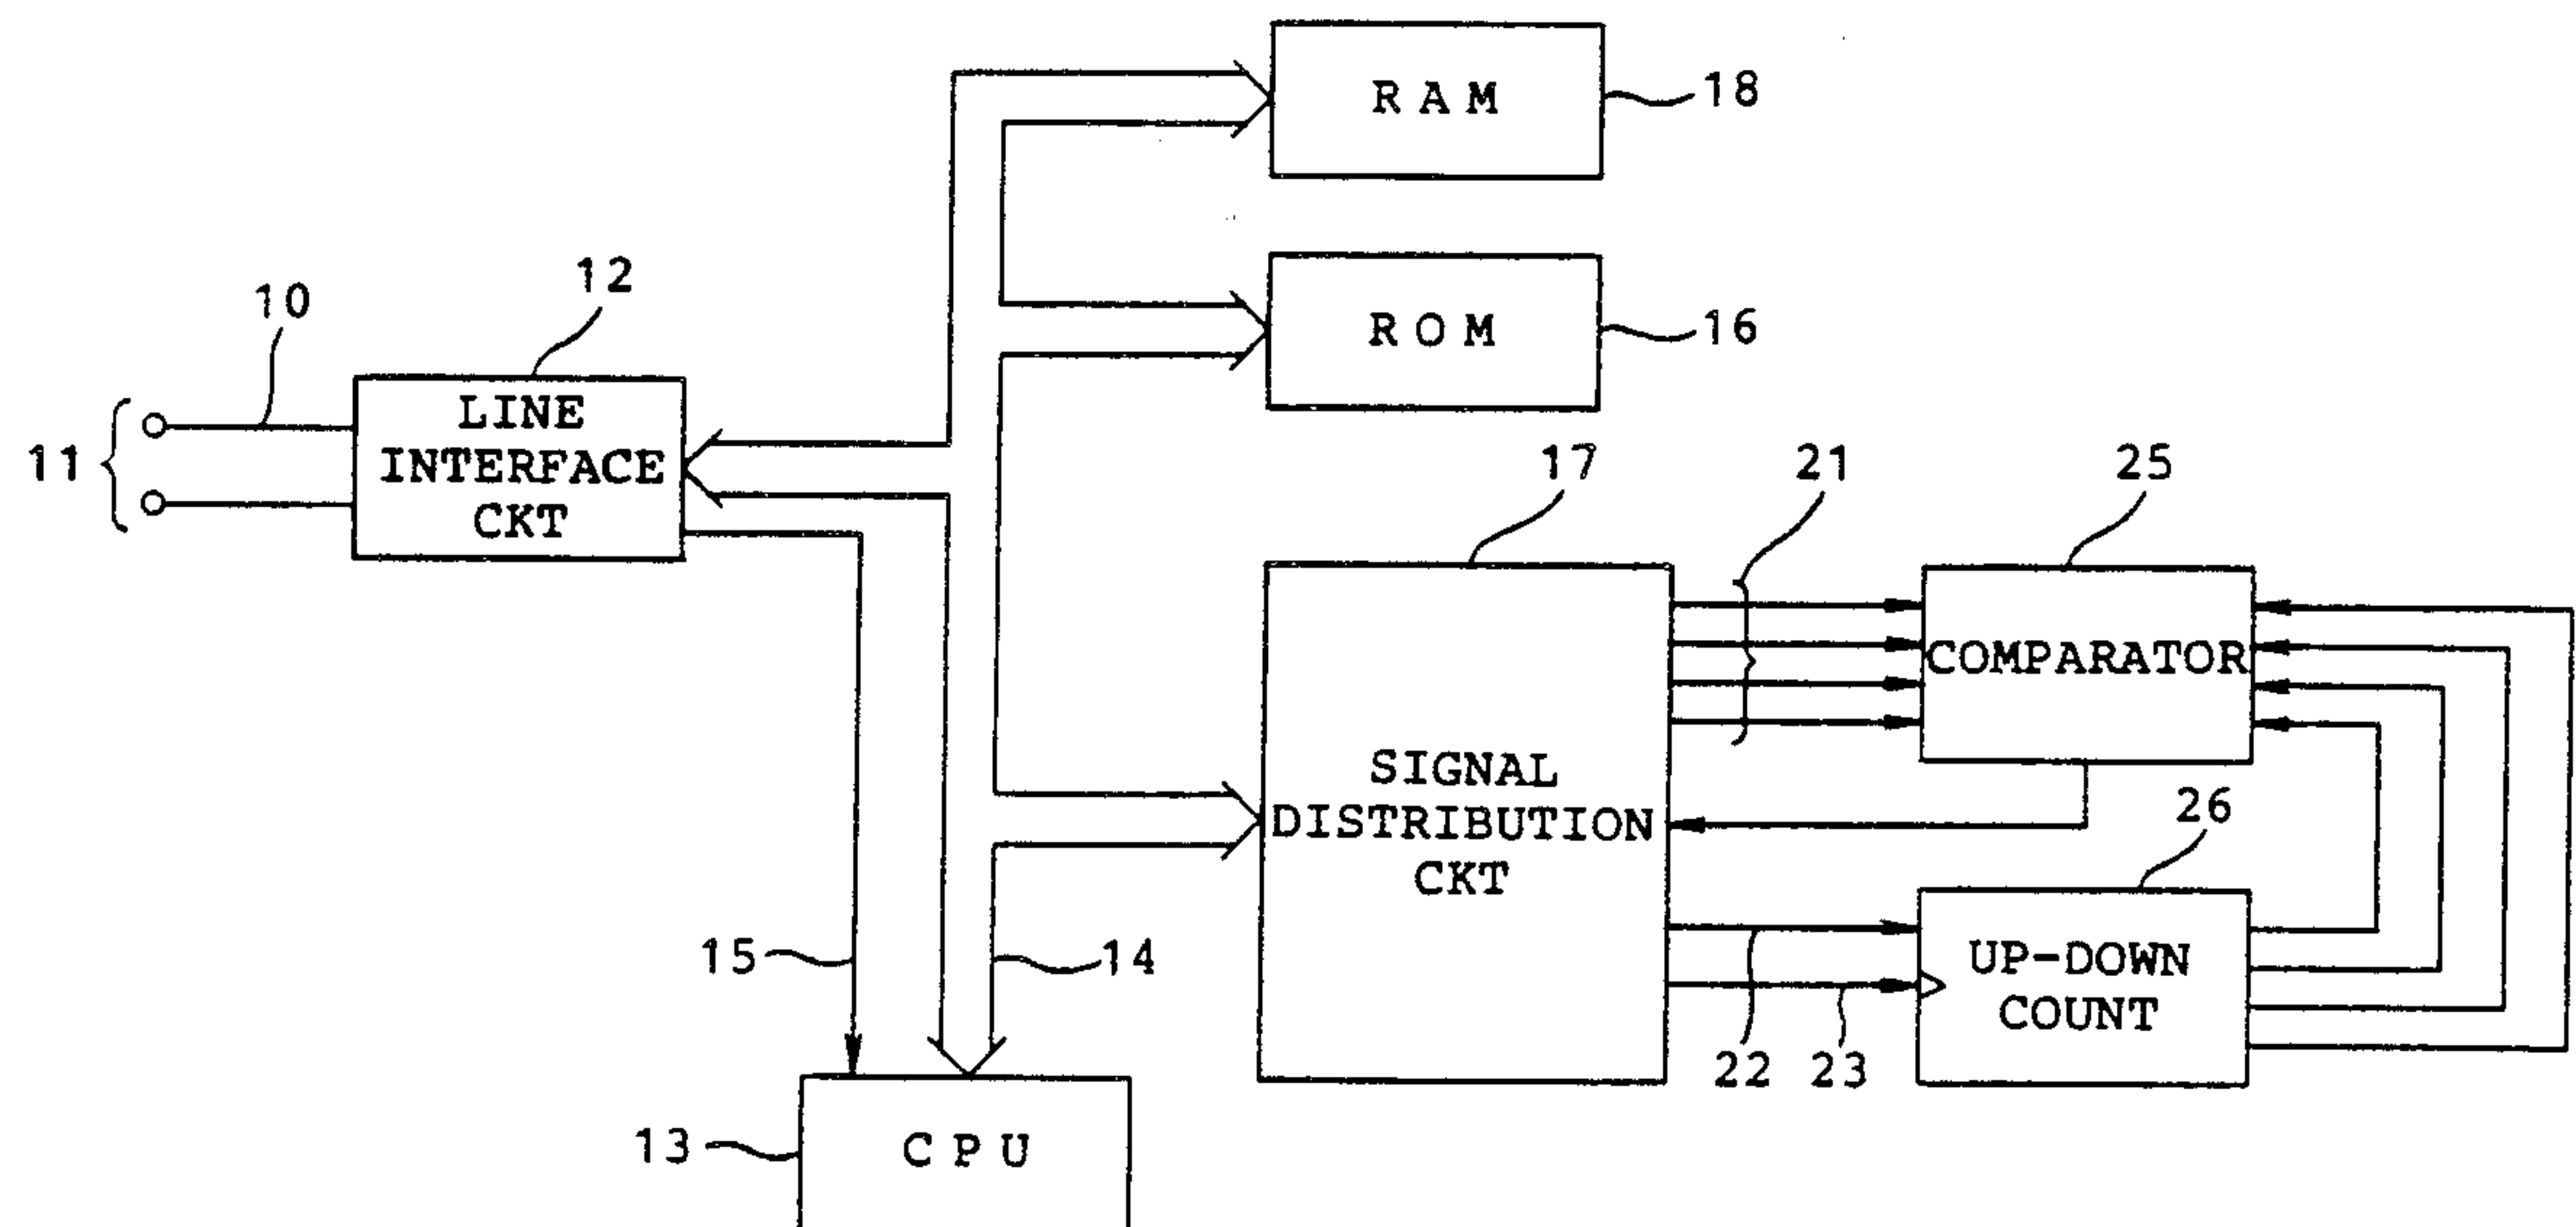 RAM
18
ROM
16
10
12
11
LINE
INTERFACE
CKT
17
21
25
COMPARATOR
SIGNAL
DISTRIBUTION
CKT
26
UP-DOWN
COUNT
15
14
22
23
13
CPU